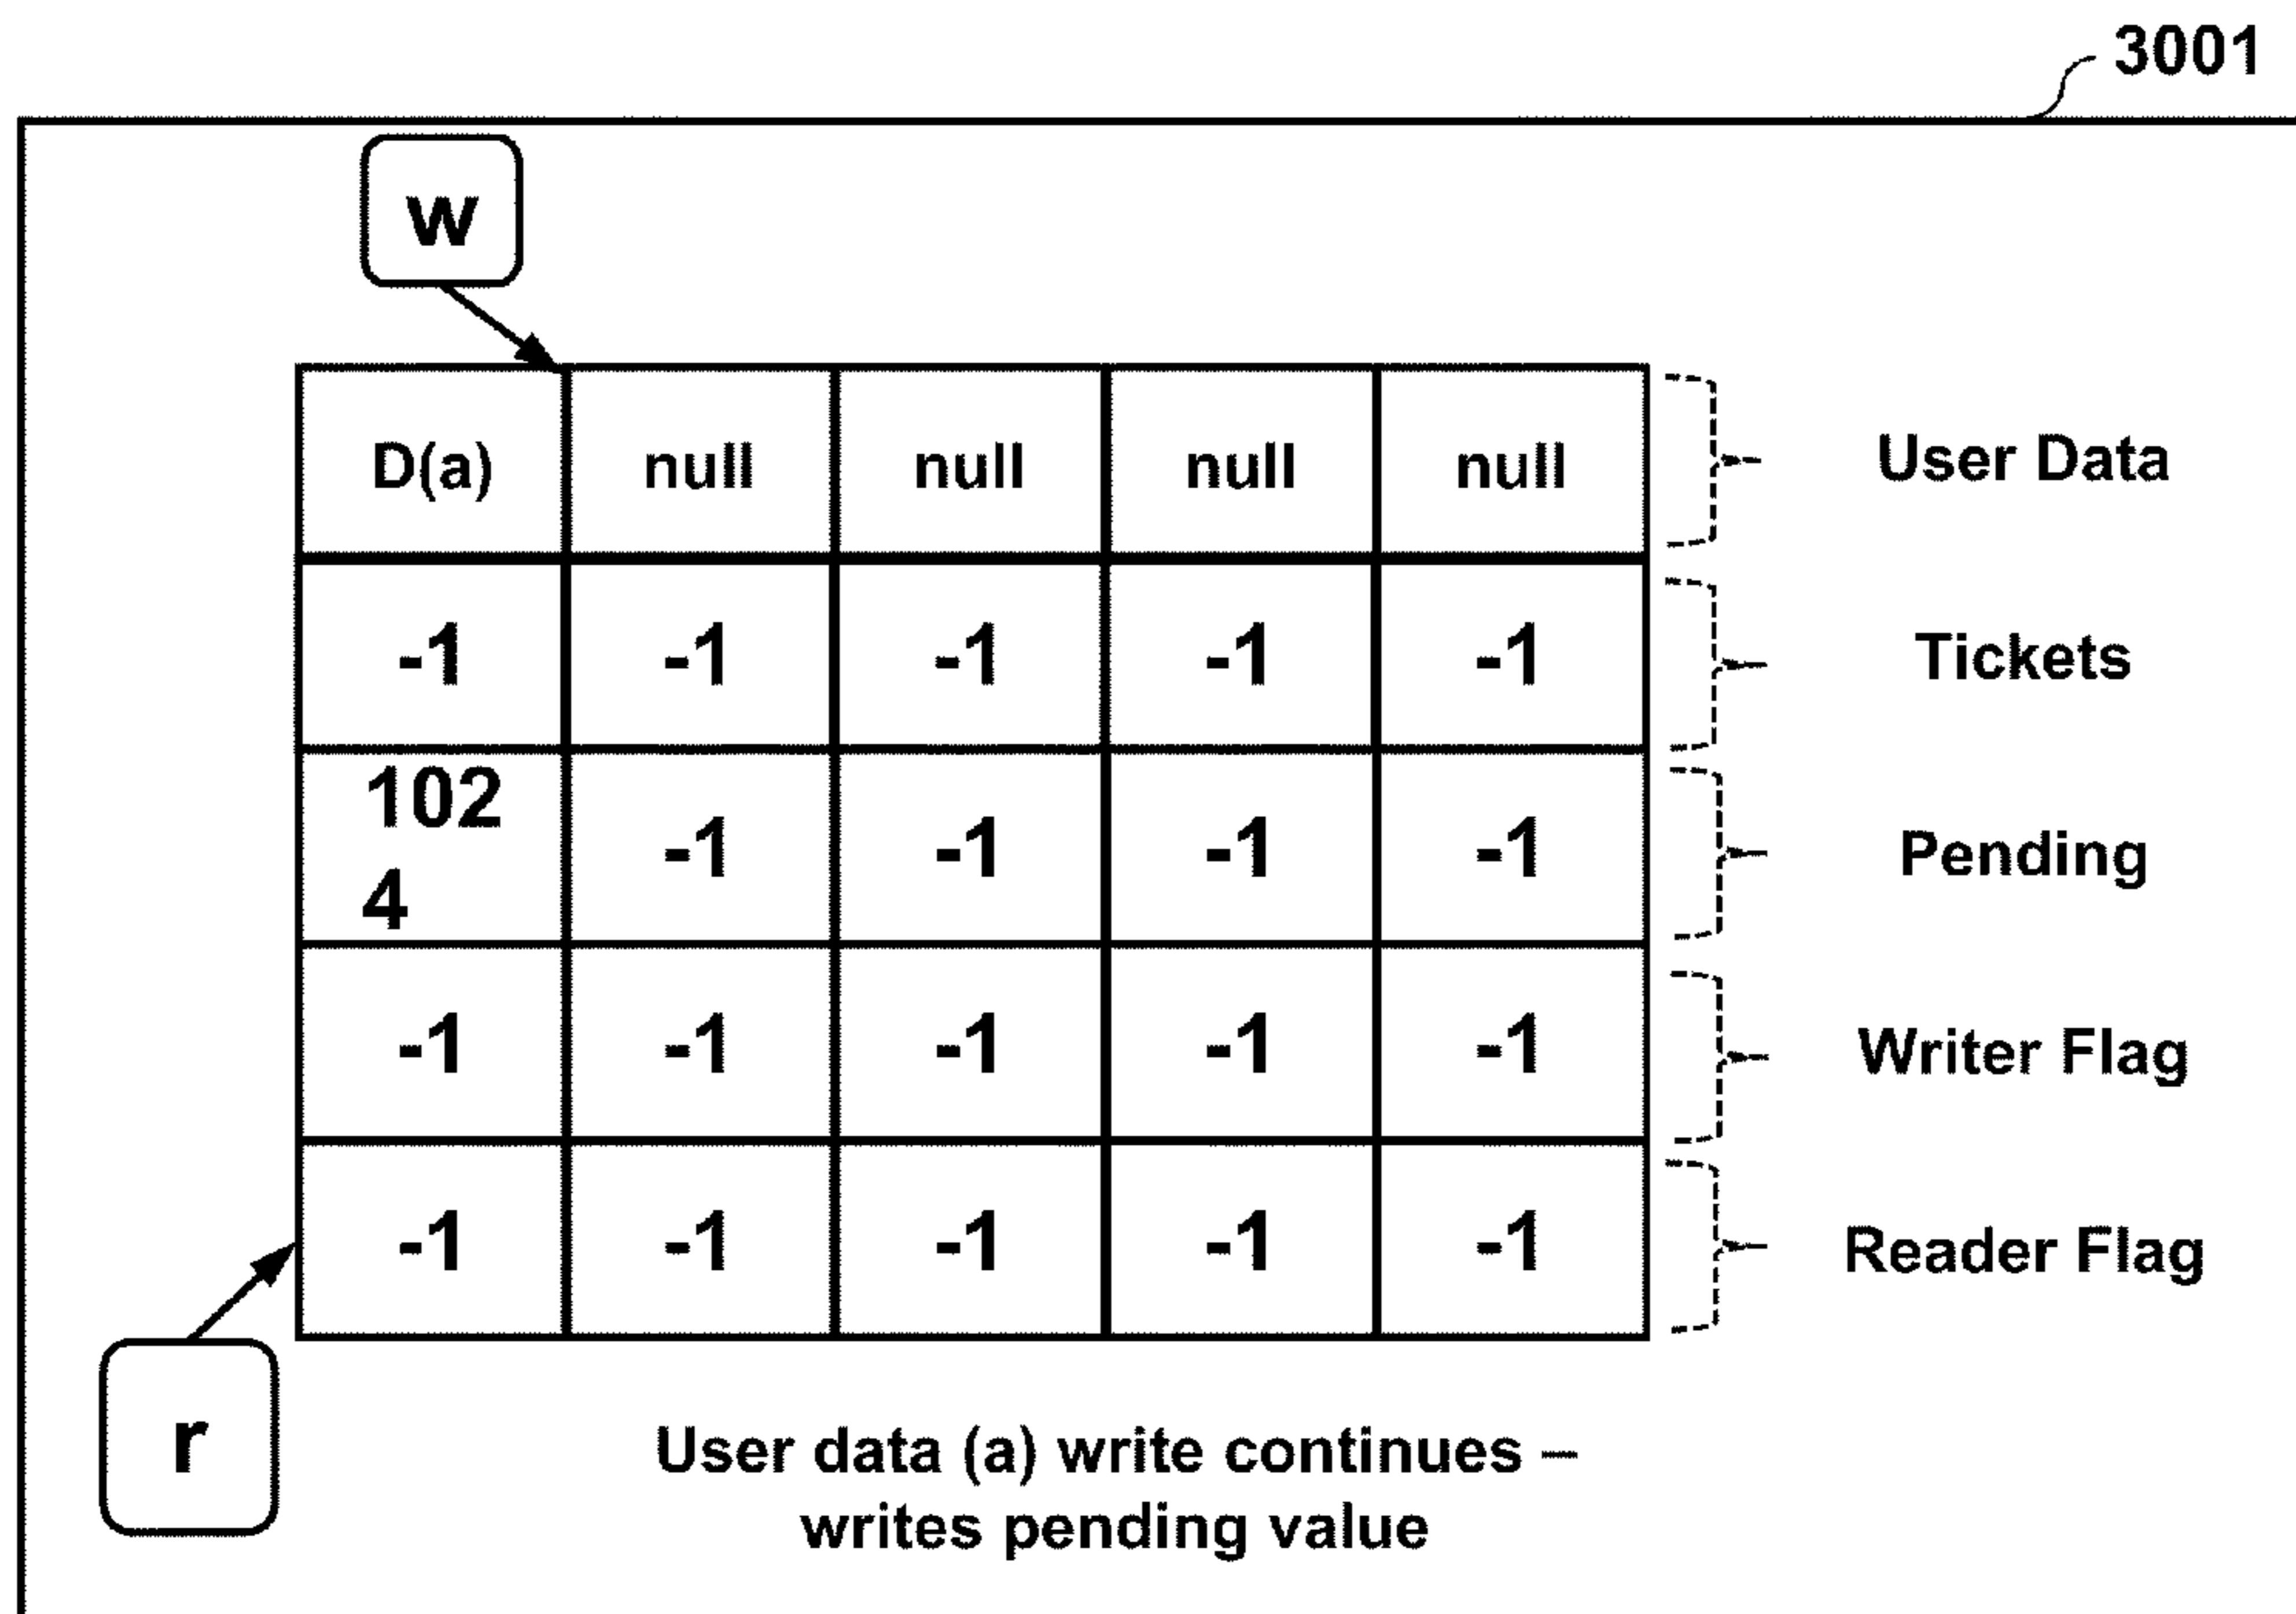 3001
w
D(a) null null null null User Data
-1 -1 -1 -1 -1 Tickets
102
4 -1 -1 -1 -1 Pending
-1 -1 -1 -1 -1 Writer Flag
-1 -1 -1 -1 -1 Reader Flag
r
User data (a) write continues –
writes pending value